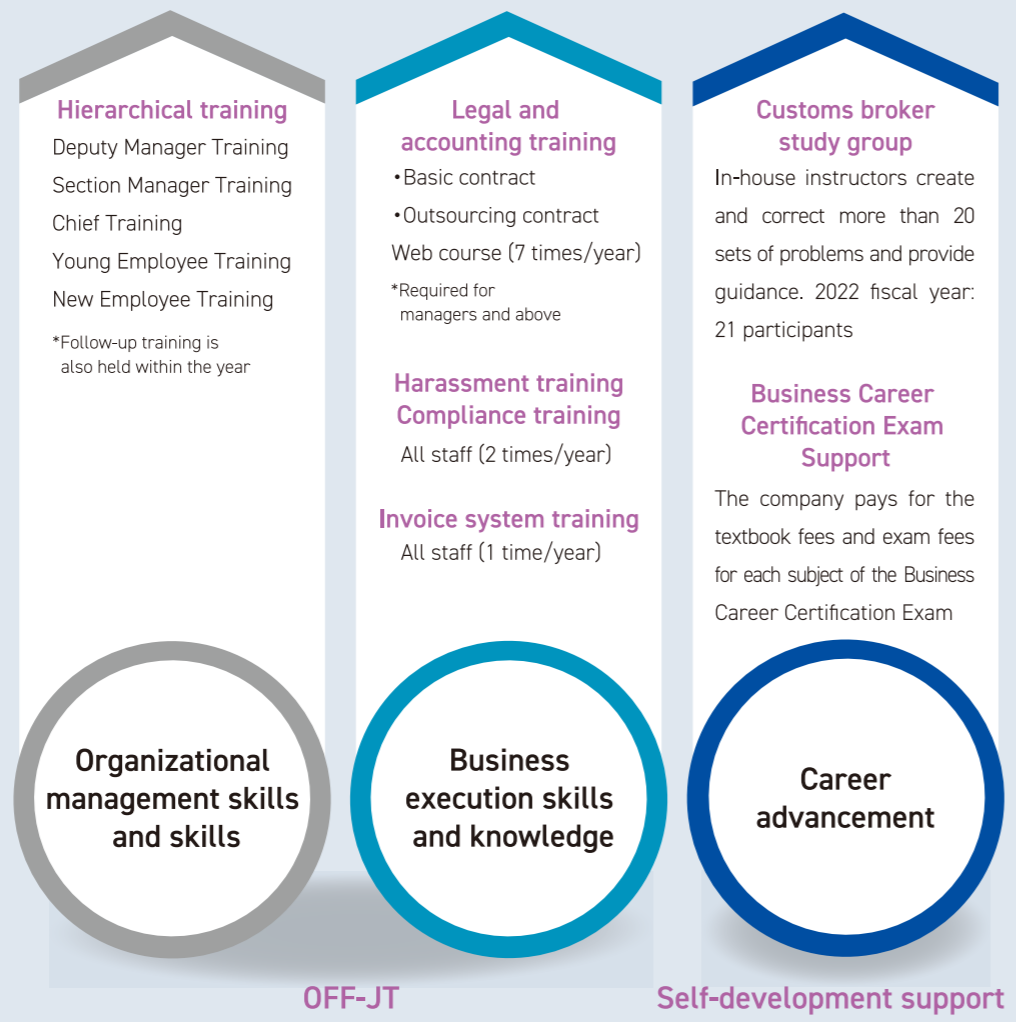 Hierarchical training
Deputy Manager Training
Section Manager Training
Chief Training
Young Employee Training
New Employee Training
*Follow-up training is
also held within the year
Organizational
management skills
and skills
Legal and
accounting training
・Basic contract
・Outsourcing contract
Web course (7 times/year)
*Required for
managers and above
Harassment training
Compliance training
All staff (2 times/year)
Invoice system training
All staff (1 time/year)
Business
execution skills
and knowledge
Customs broker
study group
In-house instructors create
and correct more than 20
sets of problems and provide
guidance. 2022 fiscal year:
21 participants
Business Career
Certification Exam
Support
The company pays for the
textbook fees and exam fees
for each subject of the Business
Career Certification Exam
Career
advancement
OFF-JT
Self-development support